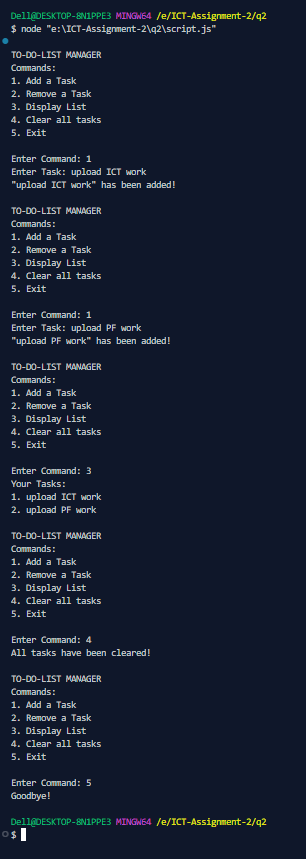 Dell@DESKTOP-8N1PPE3 MINGW64 /e/ICT-Assignment-2/q2
$ node "e:\ICT-Assignment-2\q2\script.js"
TO-DO-LIST MANAGER
Commands:
1. Add a Task
2. Remove a Task
3. Display List
4. Clear all tasks
5. Exit
Enter Command: 1
Enter Task: upload ICT work
"upload ICT work" has been added!
TO-DO-LIST MANAGER
Commands:
1. Add a Task
2. Remove a Task
3. Display List
4. Clear all tasks
5. Exit
Enter Command: 1
Enter Task: upload PF work
"upload PF work" has been added!
TO-DO-LIST MANAGER
Commands:
1. Add a Task
2. Remove a Task
3. Display List
4. Clear all tasks
5. Exit
Enter Command: 3
Your Tasks:
1. upload ICT work
2. upload PF work
TO-DO-LIST MANAGER
Commands:
1. Add a Task
2. Remove a Task
3. Display List
4. Clear all tasks
5. Exit
Enter Command: 4
All tasks have been cleared!
TO-DO-LIST MANAGER
Commands:
1. Add a Task
2. Remove a Task
3. Display List
4. Clear all tasks
5. Exit
Enter Command: 5
Goodbye!
Dell@DESKTOP-8N1PPE3 MINGW64 /e/ICT-Assignment-2/q2
$